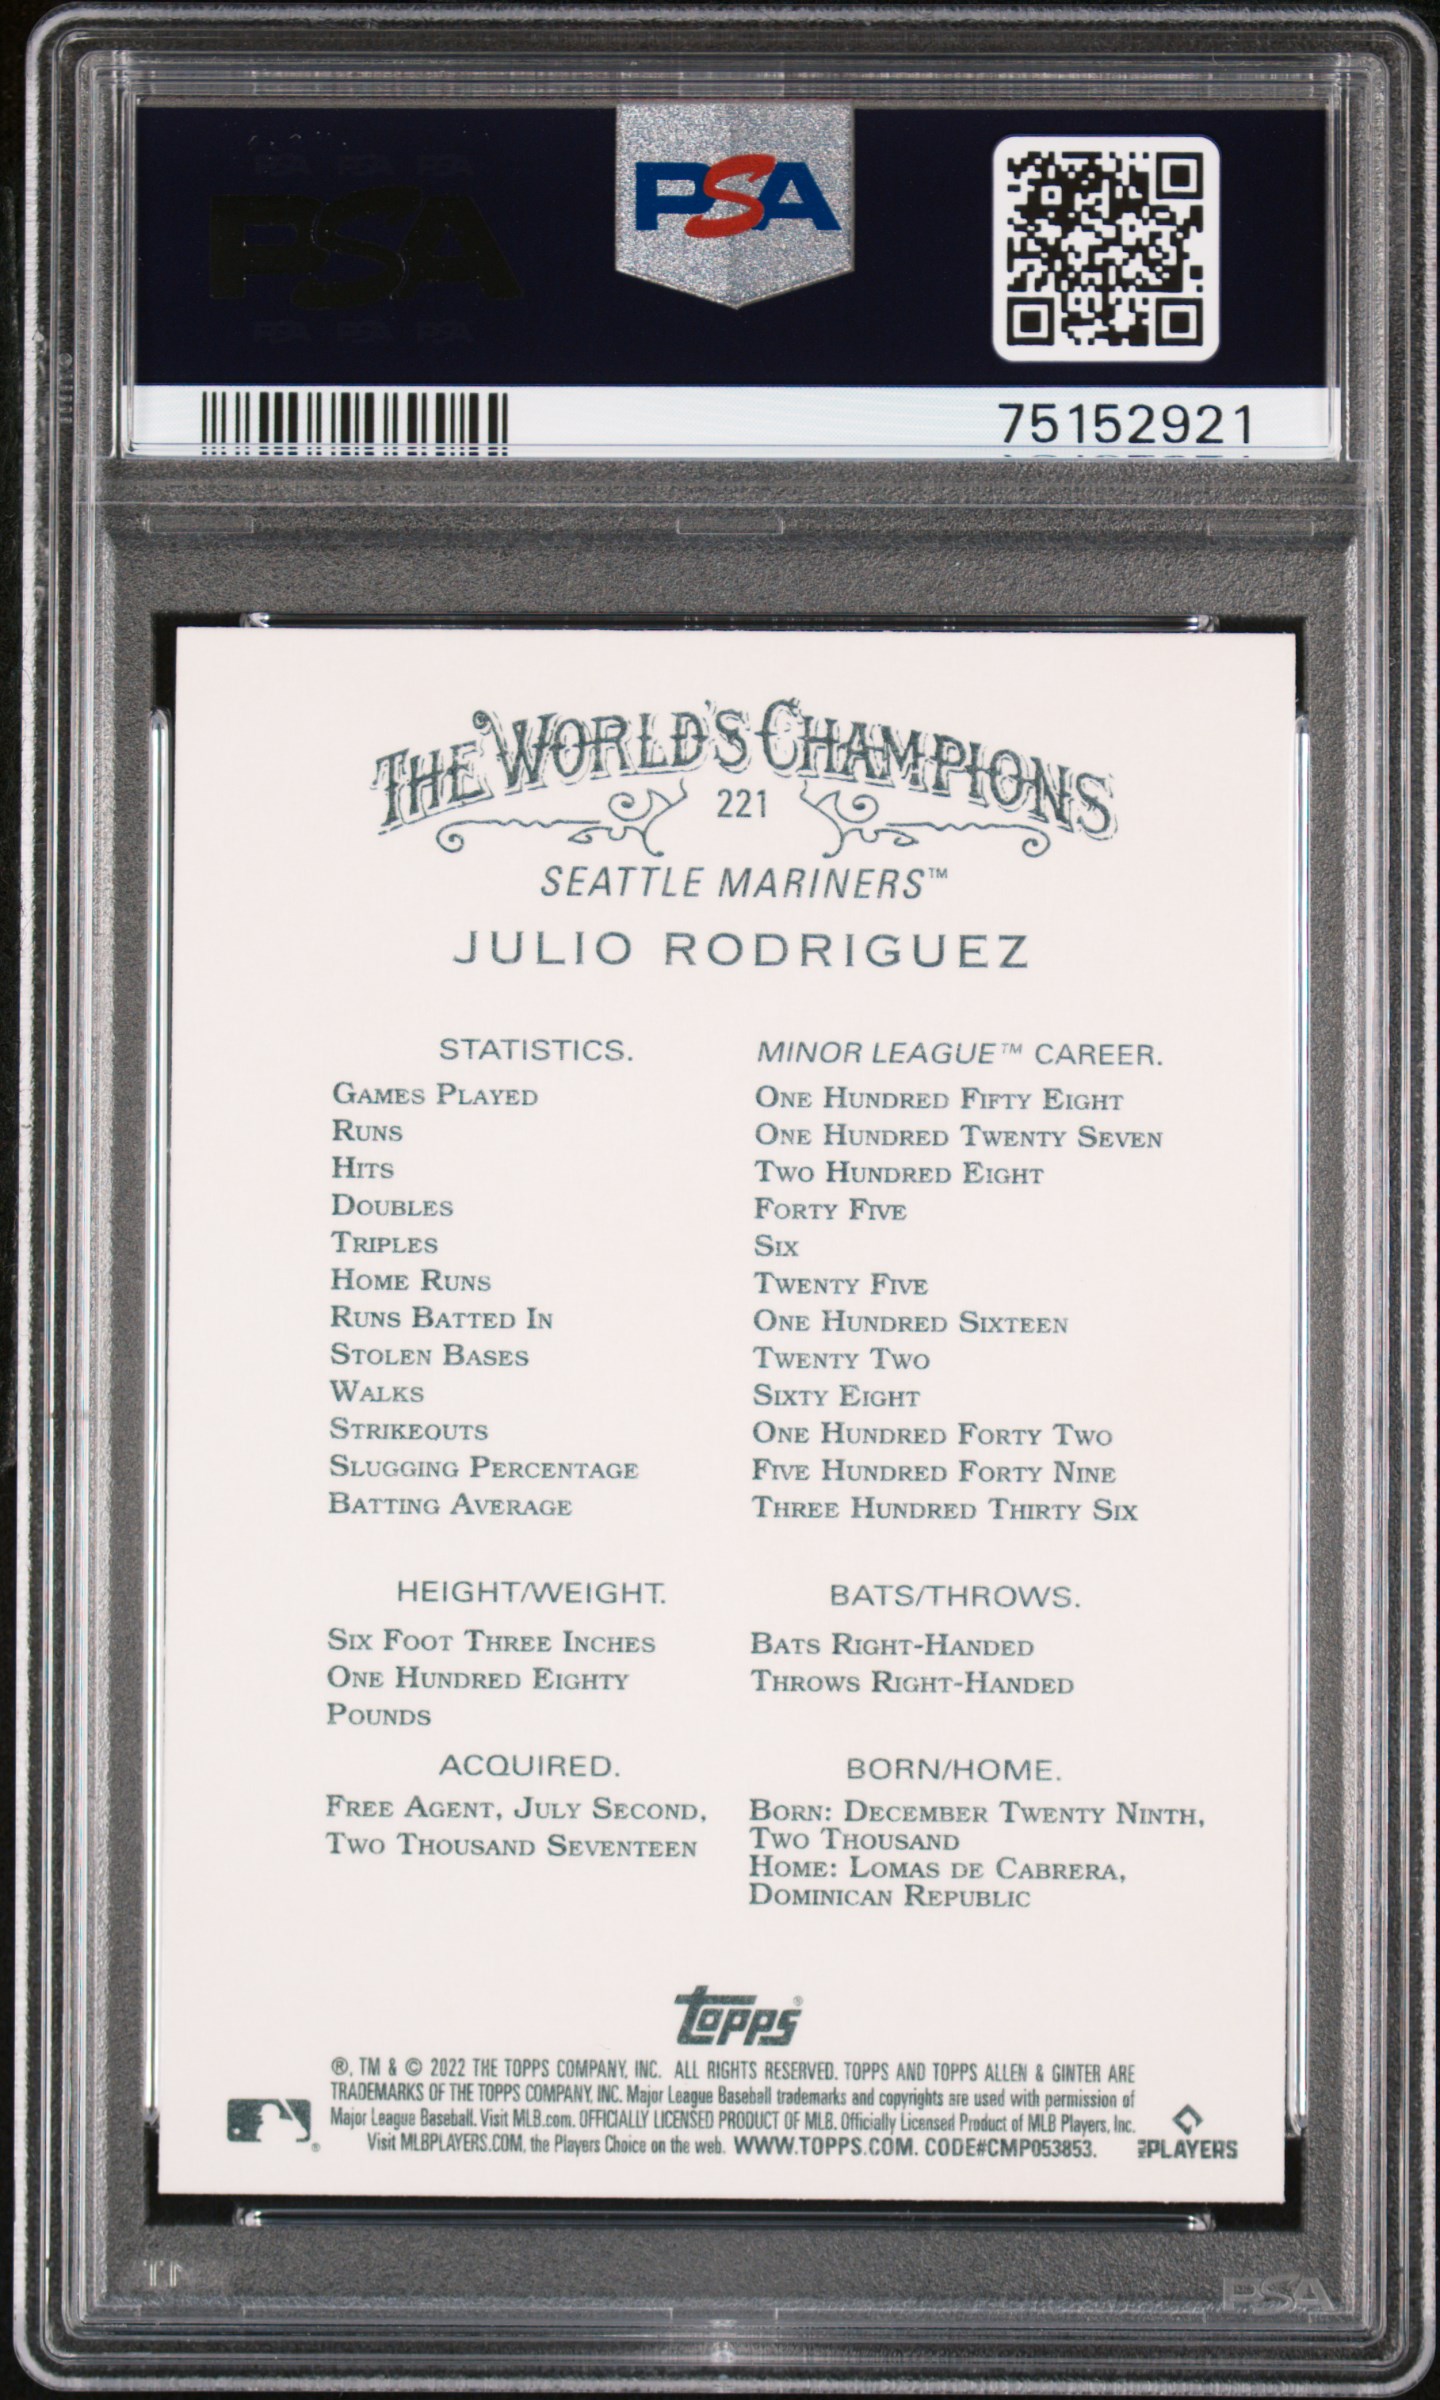 PSA
PSA
75152921
THE WORLD'S CHAMPIONS
221
SEATTLE MARINERS™
JULIO RODRIGUEZ
STATISTICS. MINOR LEAGUE™ CAREER.
GAMES PLAYED ONE HUNDRED FIFTY EIGHT
RUNS ONE HUNDRED TWENTY SEVEN
HITS TWO HUNDRED EIGHT
DOUBLES FORTY FIVE
TRIPLES SIX
HOME RUNS TWENTY FIVE
RUNS BATTED IN ONE HUNDRED SIXTEEN
STOLEN BASES TWENTY TWO
WALKS SIXTY EIGHT
STRIKEOUTS ONE HUNDRED FORTY TWO
SLUGGING PERCENTAGE FIVE HUNDRED FORTY NINE
BATTING AVERAGE THREE HUNDRED THIRTY SIX
HEIGHT/WEIGHT.
SIX FOOT THREE INCHES
ONE HUNDRED EIGHTY
POUNDS
BATS/THROWS.
BATS RIGHT-HANDED
THROWS RIGHT-HANDED
ACQUIRED.
FREE AGENT, JULY SECOND,
TWO THOUSAND SEVENTEEN
BORN/HOME.
BORN: DECEMBER TWENTY NINTH,
TWO THOUSAND
HOME: LOMAS DE CABRERA,
DOMINICAN REPUBLIC
Topps®
®, TM & © 2022 THE TOPPS COMPANY, INC. ALL RIGHTS RESERVED. TOPPS AND TOPPS ALLEN & GINTER ARE
TRADEMARKS OF THE TOPPS COMPANY, INC. Major League Baseball trademarks and copyrights are used with permission of
Major League Baseball. Visit MLB.com. OFFICIALLY LICENSED PRODUCT OF MLB. Officially Licensed Product of MLB Players, Inc.
Visit MLBPLAYERS.COM, the Players Choice on the web. WWW.TOPPS.COM. CODE#CMP053853.
PLAYERS
PSA